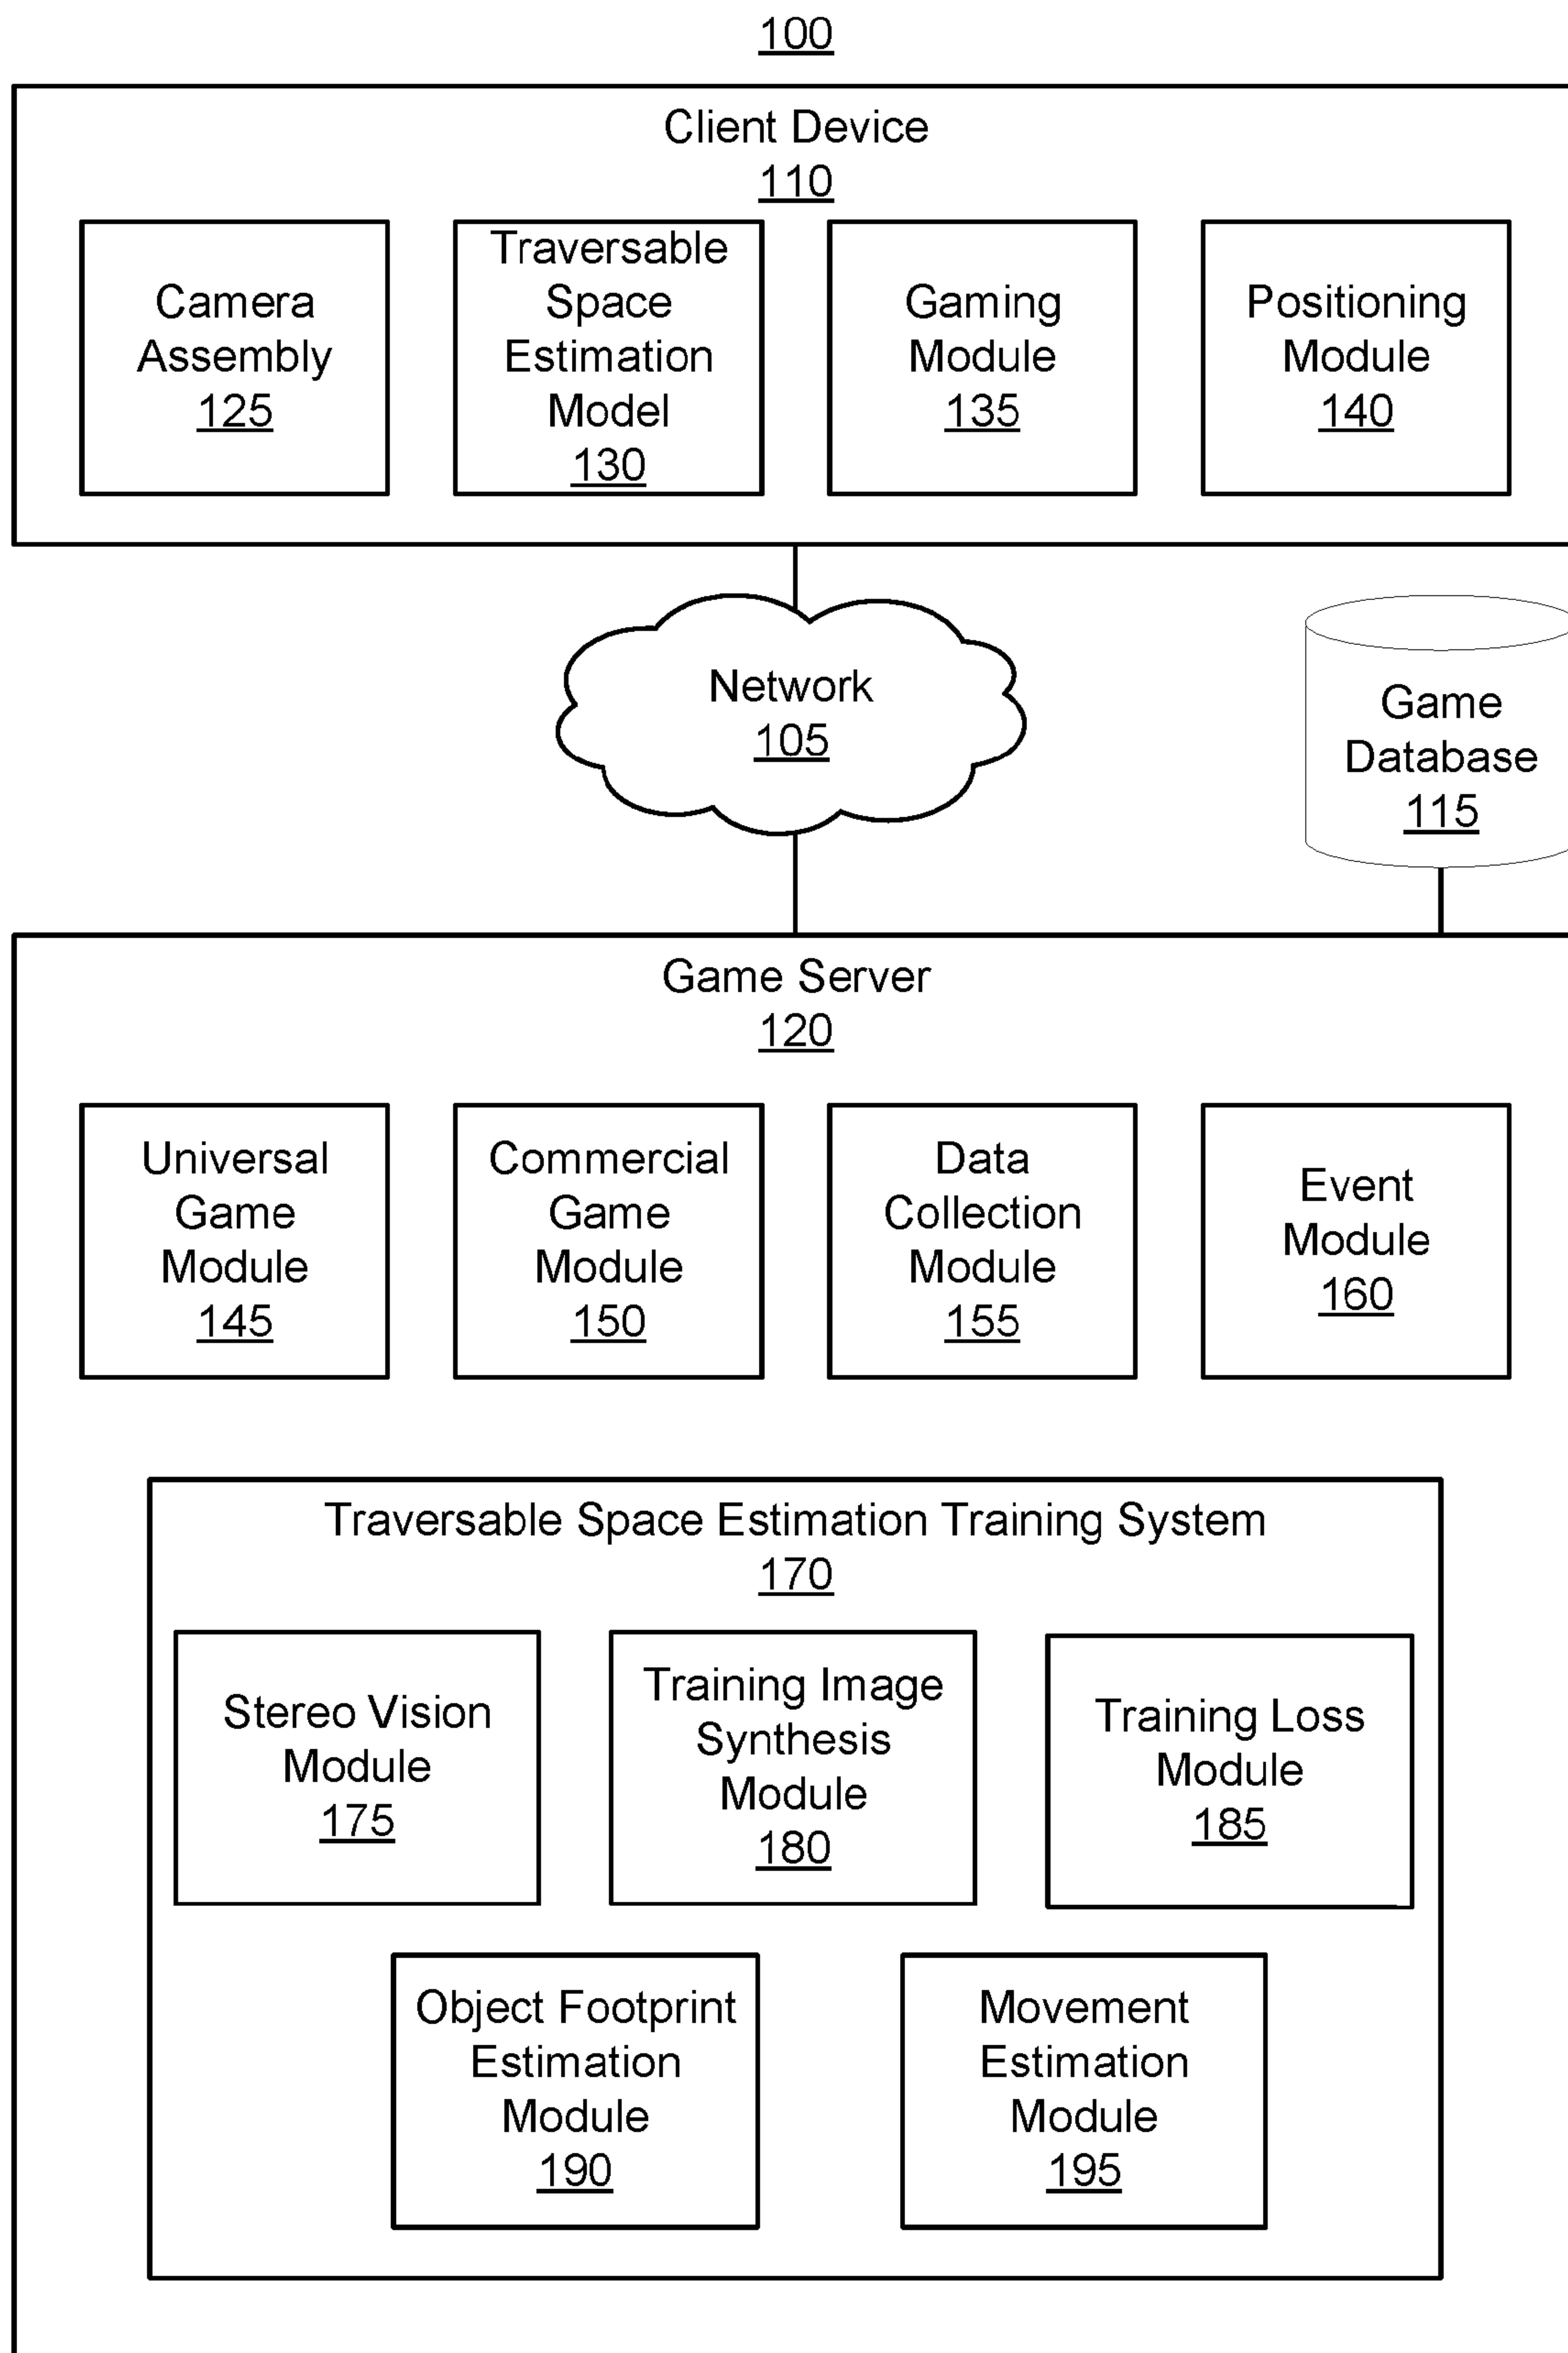 100
Client Device
110
Camera
Assembly
125
Traversable
Space
Estimation
Model
130
Gaming
Module
135
Positioning
Module
140
Network
105
Game
Database
115
Game Server
120
Universal
Game
Module
145
Commercial
Game
Module
150
Data
Collection
Module
155
Event
Module
160
Traversable Space Estimation Training System
170
Stereo Vision
Module
175
Training Image
Synthesis
Module
180
Training Loss
Module
185
Object Footprint
Estimation
Module
190
Movement
Estimation
Module
195